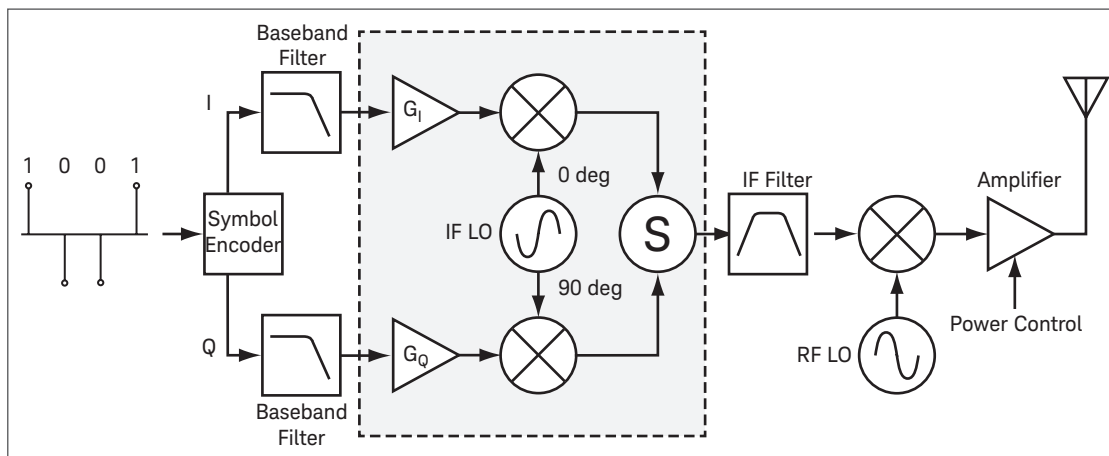 Baseband
Filter
I
G_I
0 deg
1 0 0 1
Symbol
Encoder
IF LO
S
IF Filter
Amplifier
90 deg
Power Control
RF LO
Q
G_Q
Baseband
Filter